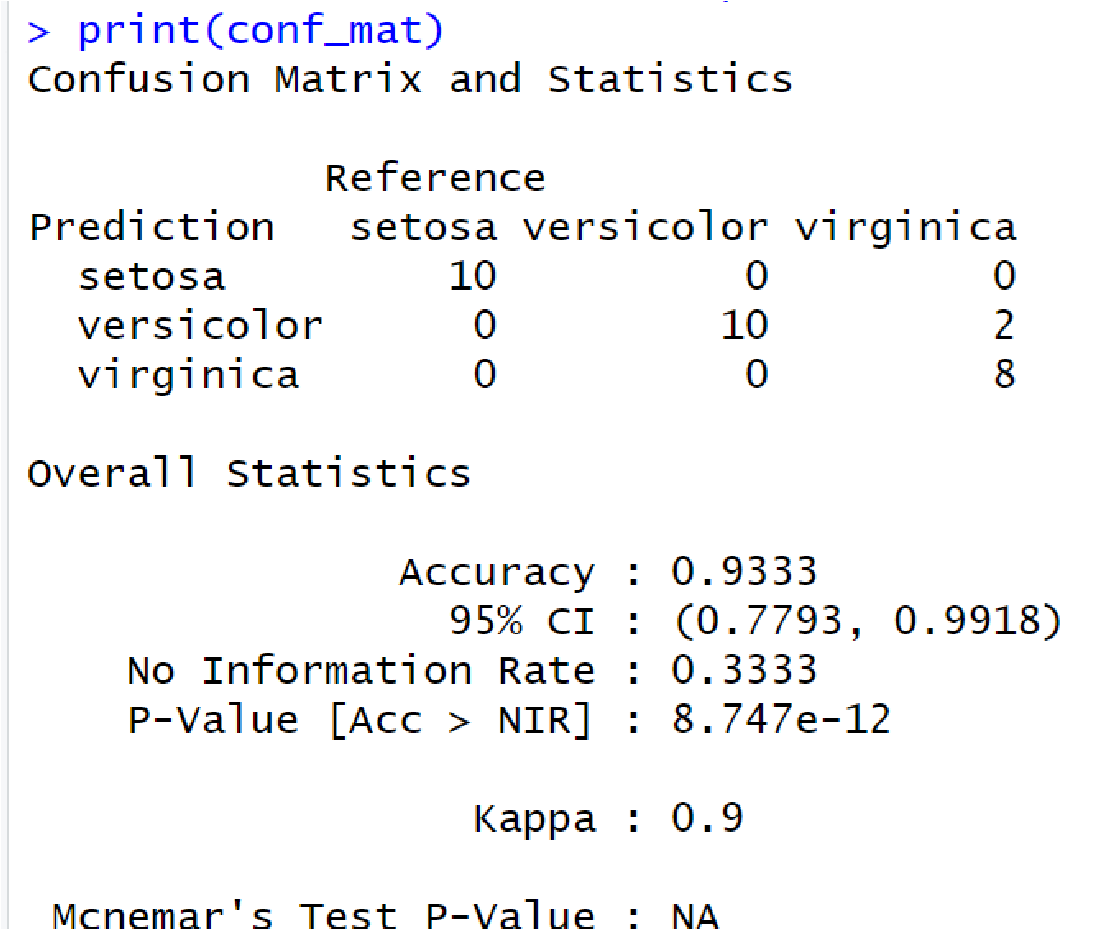 > print(conf_mat)
Confusion Matrix and Statistics
Reference
Prediction setosa versicolor virginica
setosa 10 0 0
versicolor 0 10 2
virginica 0 0 8
Overall Statistics
Accuracy : 0.9333
95% CI : (0.7793, 0.9918)
No Information Rate : 0.3333
P-Value [Acc > NIR] : 8.747e-12
Kappa : 0.9
Mcnemar's Test P-Value : NA